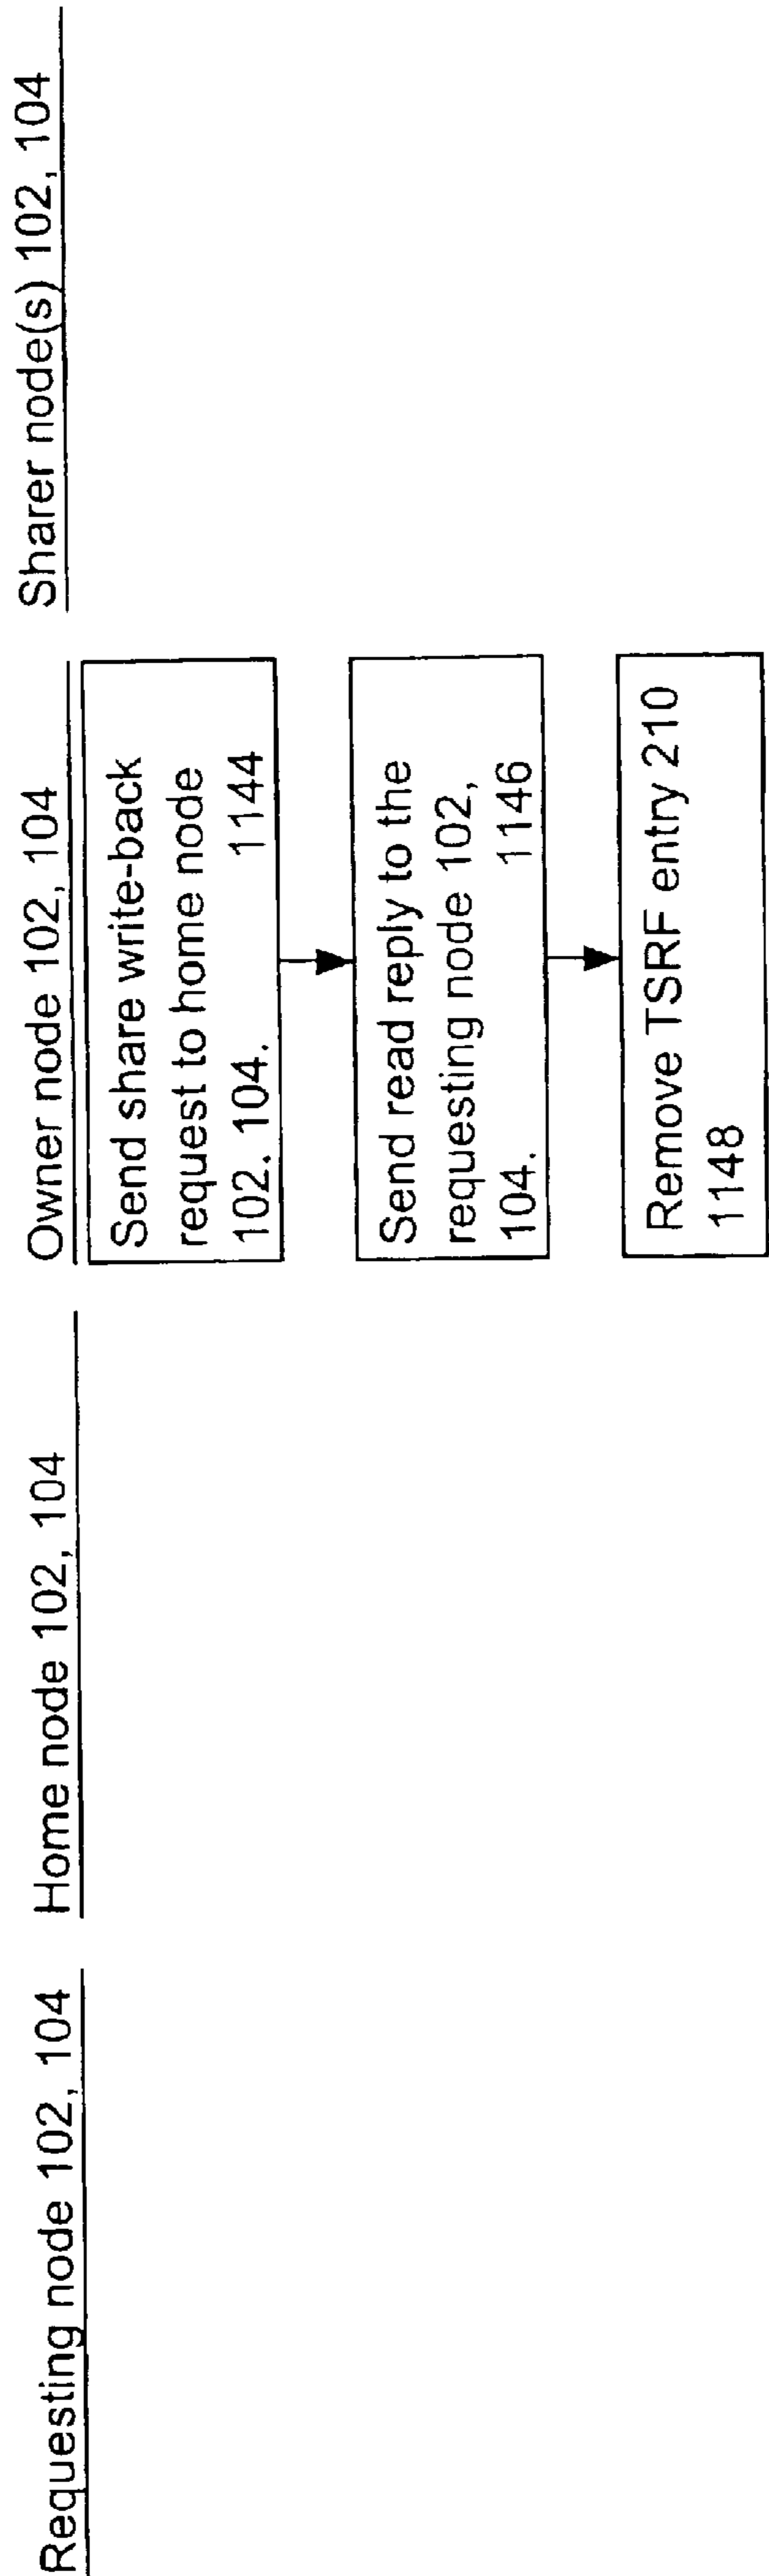 Requesting node 102, 104
Home node 102, 104
Owner node 102, 104
Sharer node(s) 102, 104
Send share write-back
request to home node
102. 104. 1144
Send read reply to the
requesting node 102,
104. 1146
Remove TSRF entry 210
1148